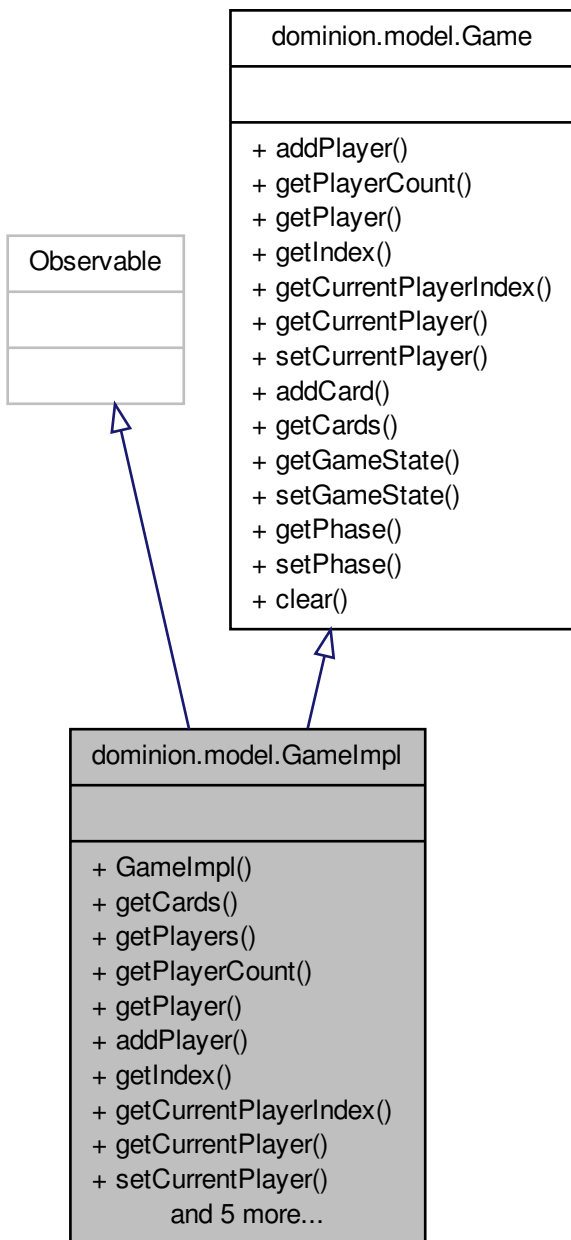 dominion.model.Game
+ addPlayer()
+ getPlayerCount()
+ getPlayer()
+ getIndex()
+ getCurrentPlayerIndex()
+ getCurrentPlayer()
+ setCurrentPlayer()
+ addCard()
+ getCards()
+ getGameState()
+ setGameState()
+ getPhase()
+ setPhase()
+ clear()
Observable
dominion.model.GameImpl
+ GameImpl()
+ getCards()
+ getPlayers()
+ getPlayerCount()
+ getPlayer()
+ addPlayer()
+ getIndex()
+ getCurrentPlayerIndex()
+ getCurrentPlayer()
+ setCurrentPlayer()
and 5 more...